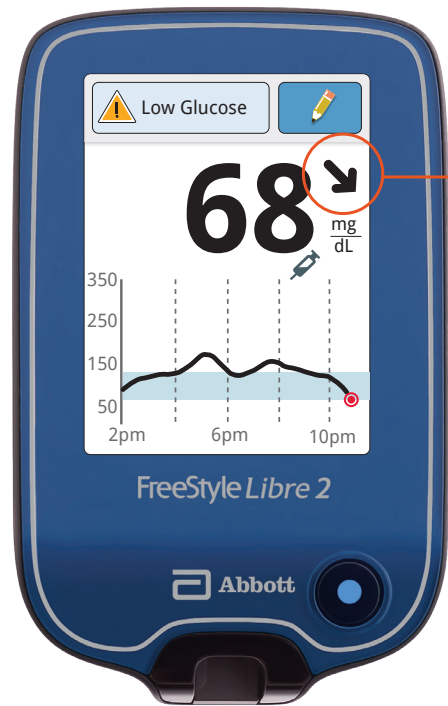 Low Glucose
68
mg
dL
350
250
150
50
2pm 6pm 10pm
FreeStyle Libre 2
Abbott